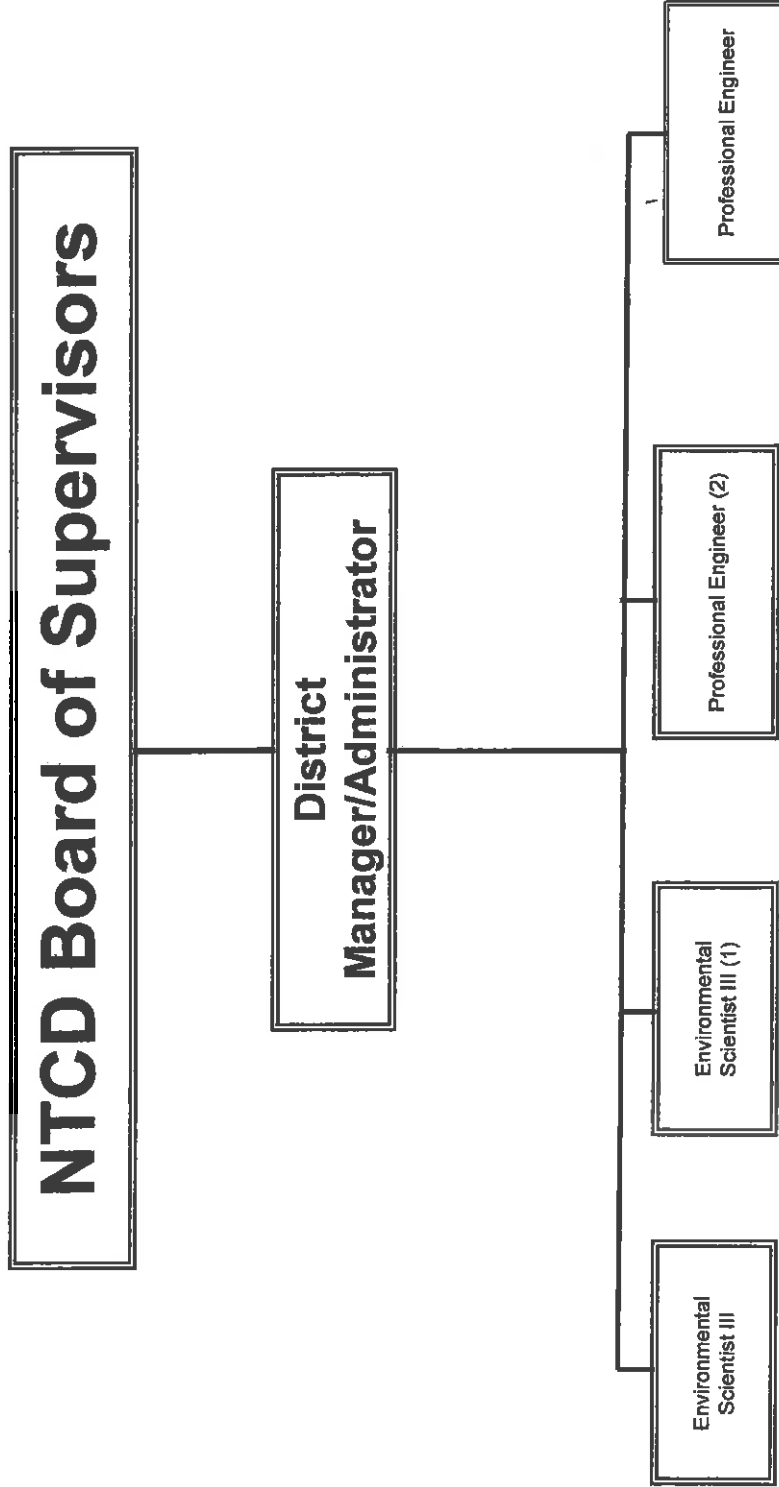 NTCD Board of Supervisors
District
Manager/Administrator
Environmental
Scientist III
Environmental
Scientist III (1)
Professional Engineer (2)
Professional Engineer